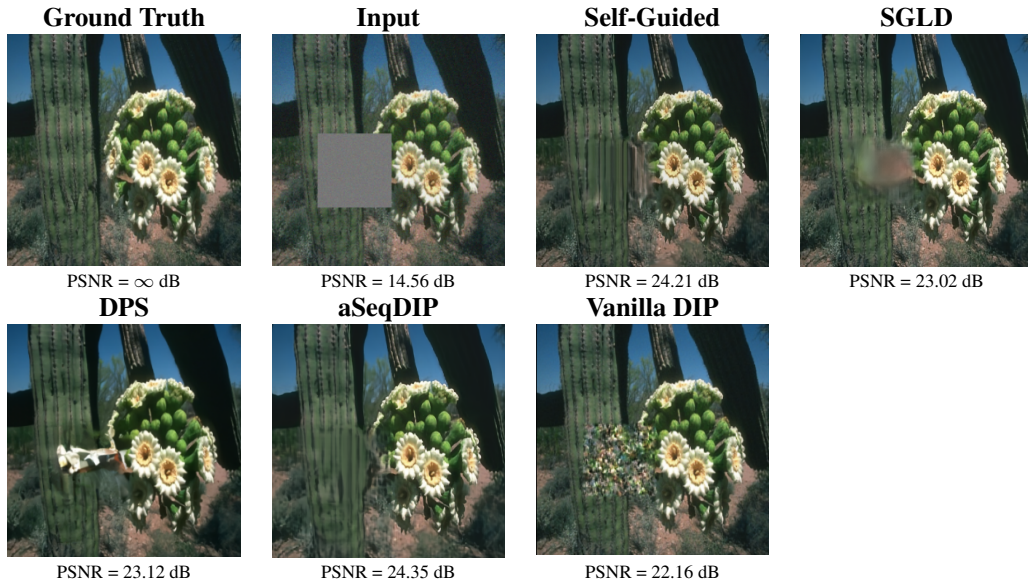 Ground Truth Input Self-Guided SGLD
PSNR = ∞ dB PSNR = 14.56 dB PSNR = 24.21 dB PSNR = 23.02 dB
DPS aSeqDIP Vanilla DIP
PSNR = 23.12 dB PSNR = 24.35 dB PSNR = 22.16 dB